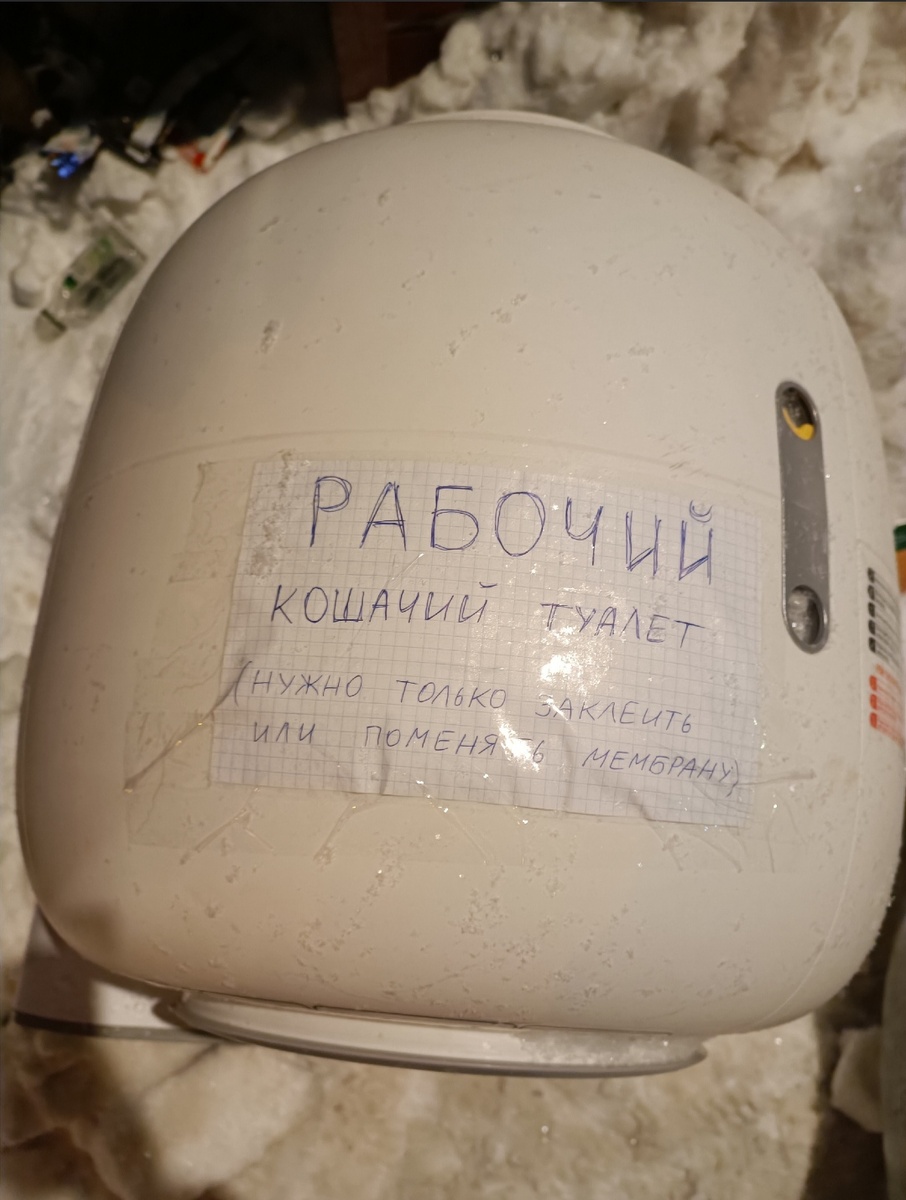 РАБОЧИЙ
КОШАЧИЙ ТУАЛЕТ
(НУЖНО ТОЛЬКО ЗАКЛЕИТЬ
ИЛИ ПОМЕНЯТЬ МЕМБРАНУ)